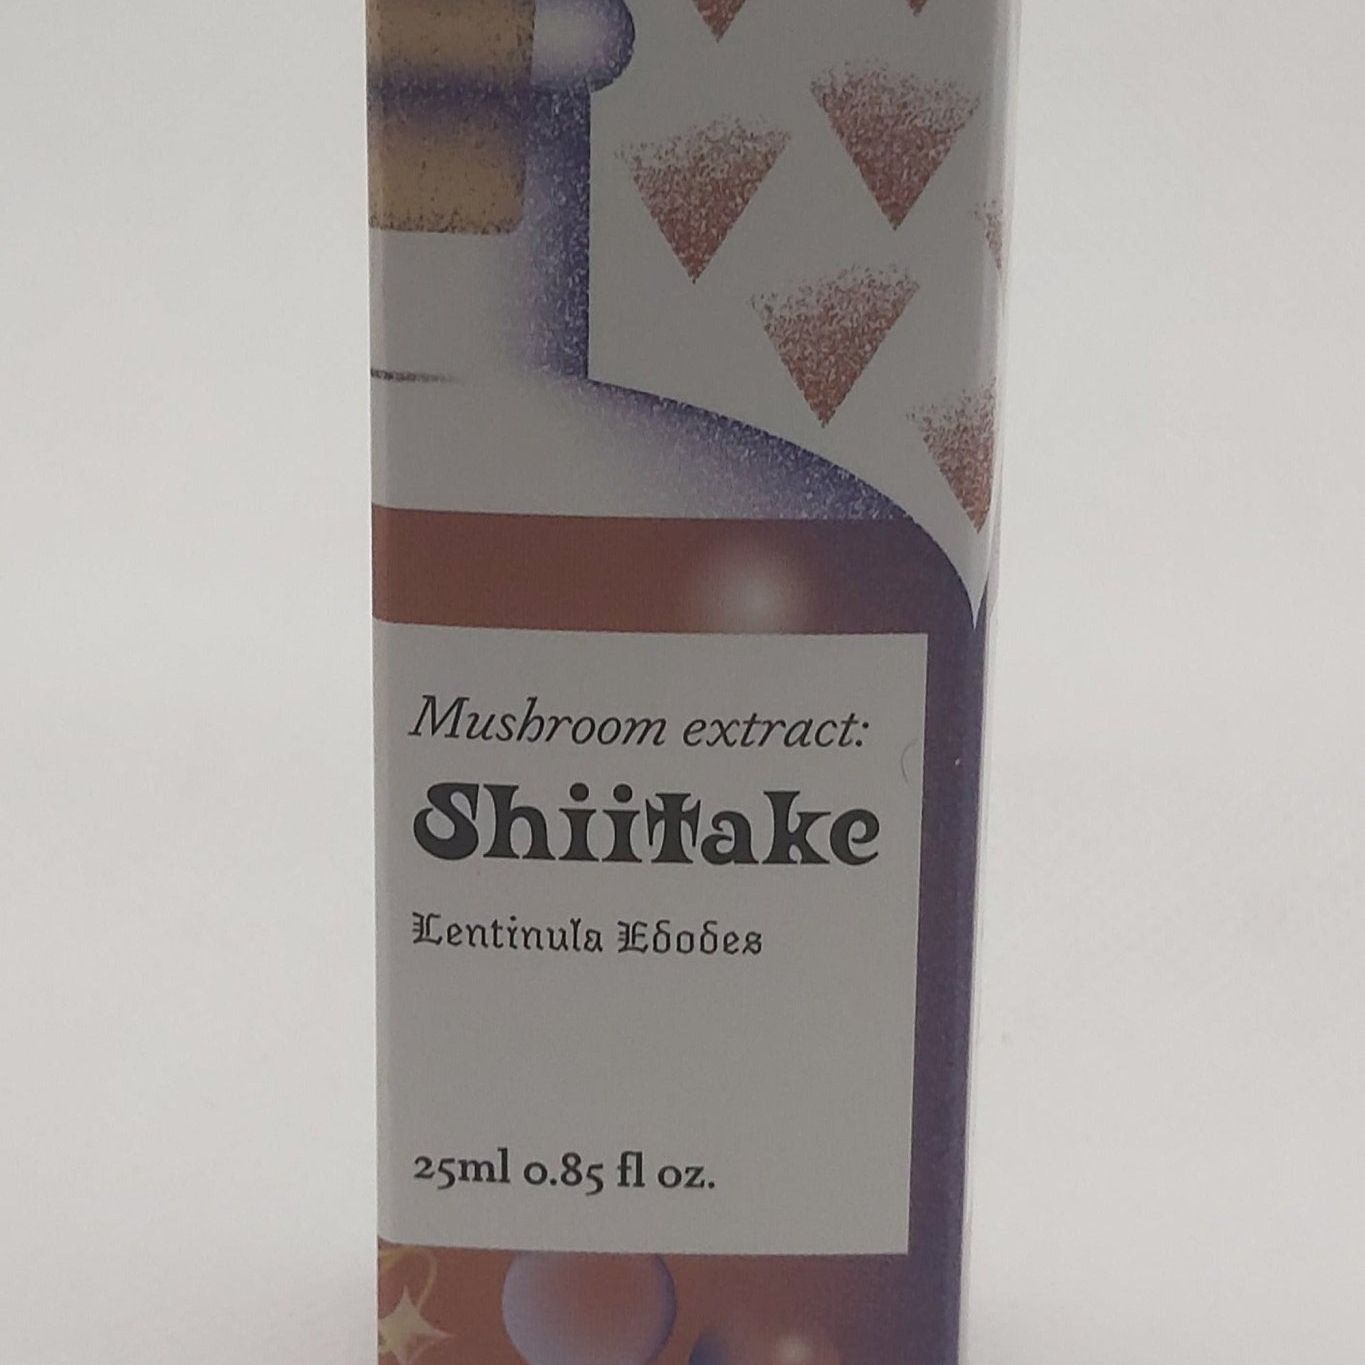 Mushroom extract:
Shiitake
Lentinula Edodes
25ml 0.85 fl oz.